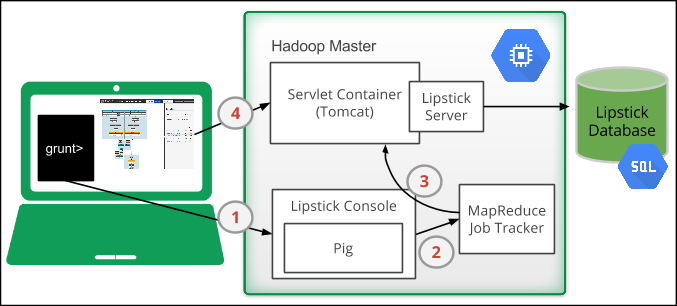 Hadoop Master
Servlet Container
(Tomcat)
Lipstick
Server
Lipstick
Database
SQL
grunt>
4
3
1
2
Lipstick Console
Pig
MapReduce
Job Tracker